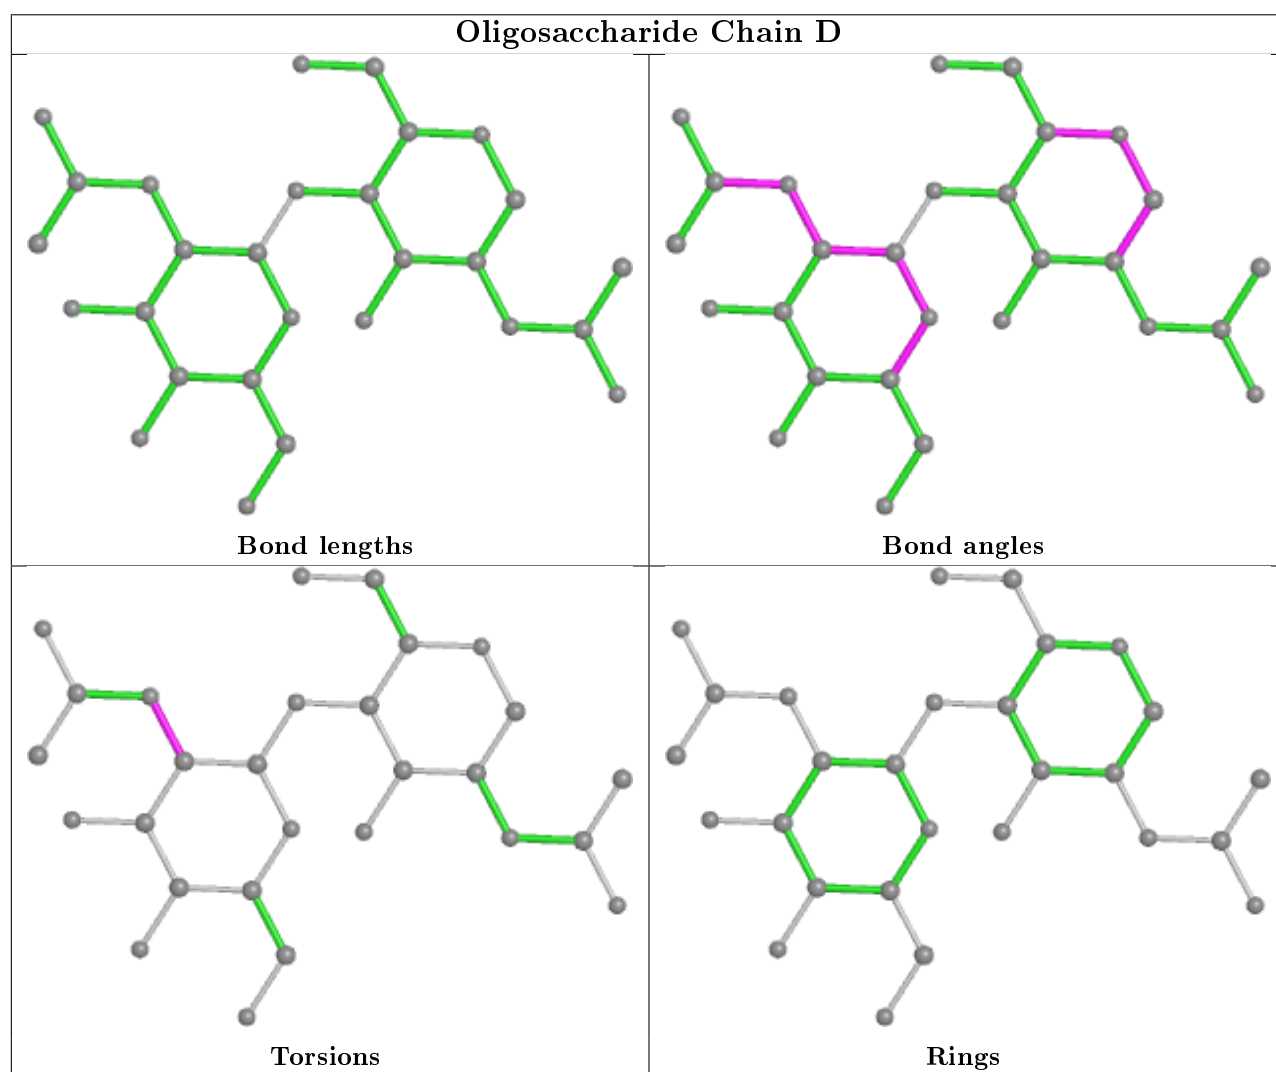 Oligosaccharide Chain D
Bond lengths
Bond angles
Torsions
Rings